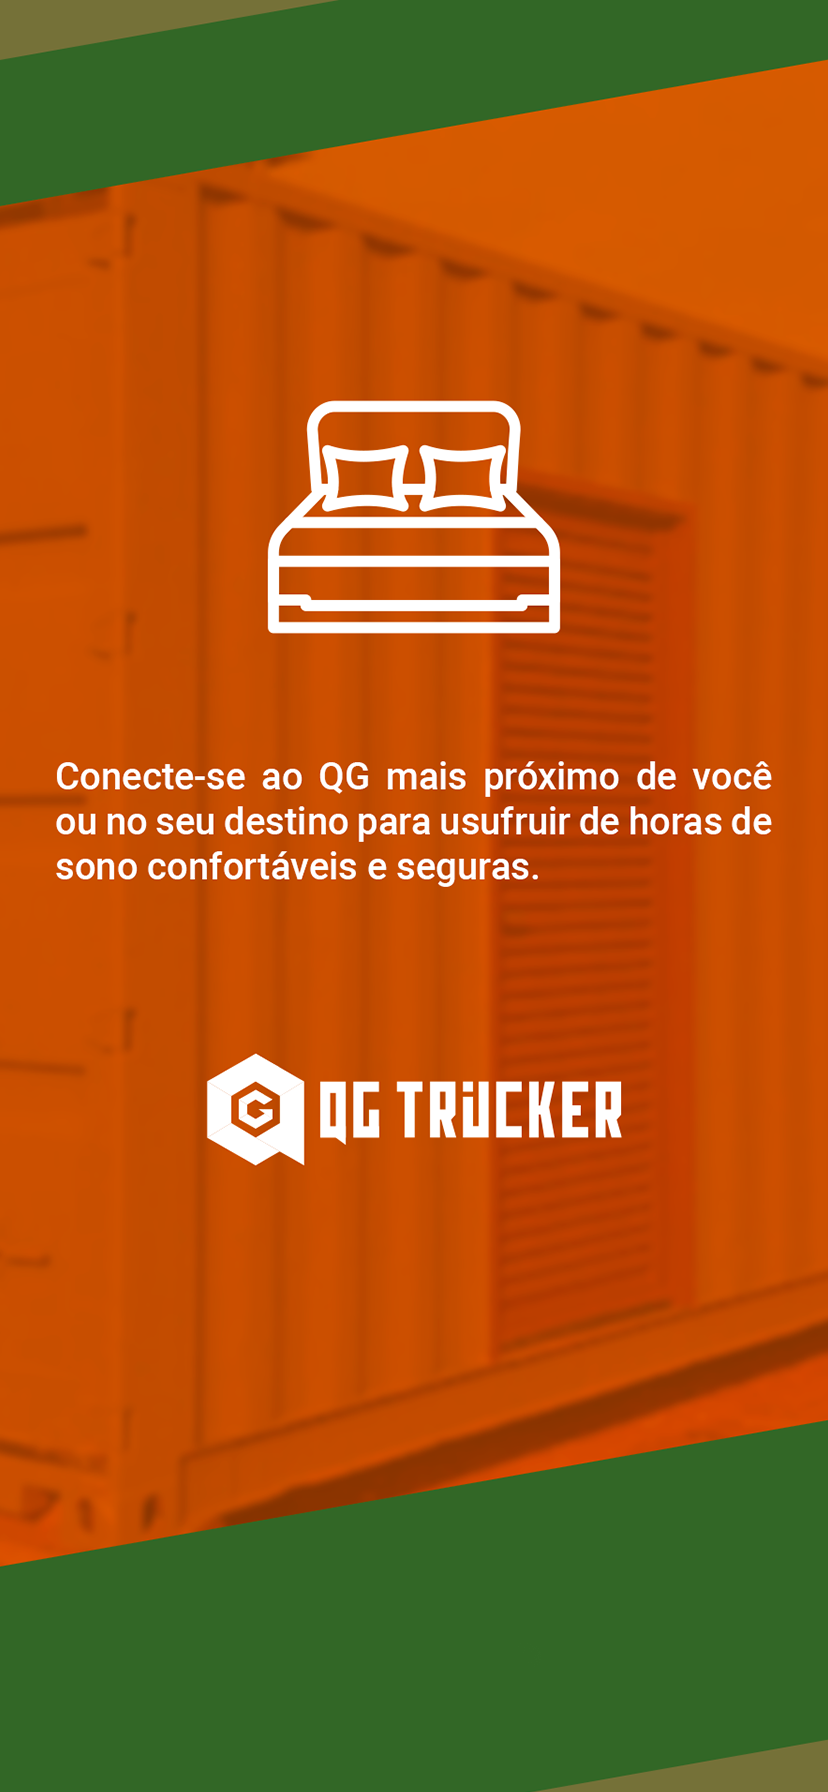 Conecte-se ao QG mais próximo de você
ou no seu destino para usufruir de horas de
sono confortáveis e seguras.
G QG TRUCKER